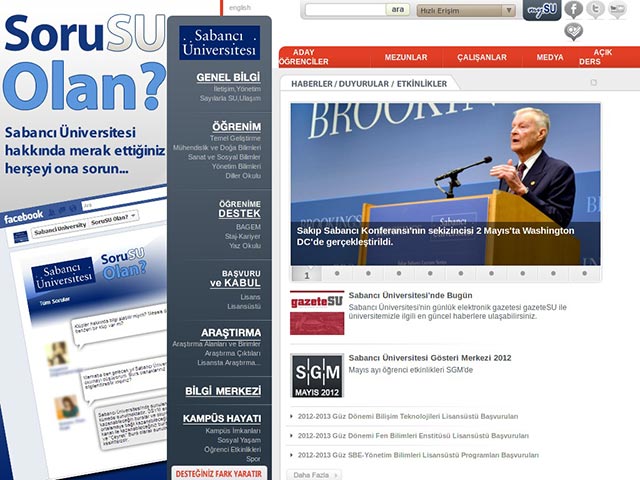 english
SoruSU
Olan?
Sabancı Üniversitesi
hakkında merak ettiğiniz
herşeyi ona sorun...
facebook
Ara
Sabancı University
SoruSU Olan?
Sabancı
Üniversitesi
SoruSU
Olan?
Tüm Sorular
Sabancı
Üniversitesi
GENEL BİLGİ
İletişim,Yönetim
Sayılarla SU,Ulaşım
ÖĞRENİM
Temel Geliştirme
Mühendislik ve Doğa Bilimleri
Sanat ve Sosyal Bilimler
Yönetim Bilimleri
Diller Okulu
ÖĞRENİME
DESTEK
BAGEM
Staj-Kariyer
Yaz Okulu
BAŞVURU
ve KABUL
Lisans
Lisansüstü
ARAŞTIRMA
Araştırma Alanları ve Birimler
Araştırma Çıktıları
Lisansta Araştırma...
BİLGİ MERKEZİ
KAMPÜS HAYATI
Kampüs İmkanları
Sosyal Yaşam
Öğrenci Etkinlikleri
Spor
DESTEĞİNİZ FARK YARATIR
ara
Hızlı Erişim
mySU
ADAY ÖĞRENCİLER
MEZUNLAR
ÇALIŞANLAR
MEDYA
AÇIK DERS
HABERLER / DUYURULAR / ETKİNLİKLER
BROOKINGS
BROOKINGS
Sakıp Sabancı Konferansı'nın sekizincisi 2 Mayıs'ta Washington
DC'de gerçekleştirildi.
1
gazeteSU
Sabancı Üniversitesi'nde Bugün
Sabancı Üniversitesi'nin günlük elektronik gazetesi gazeteSU ile
üniversitemizle ilgili en güncel haberlere ulaşabilirsiniz.
SGM
MAYIS 2012
Sabancı Üniversitesi Gösteri Merkezi 2012
Mayıs ayı öğrenci etkinlikleri SGM'de
2012-2013 Güz Dönemi Bilişim Teknolojileri Lisansüstü Başvuruları
2012-2013 Güz Dönemi Fen Bilimleri Enstitüsü Lisansüstü Başvuruları
2012-2013 Güz SBE-Yönetim Bilimleri Lisansüstü Programları Başvuruları
Daha Fazla